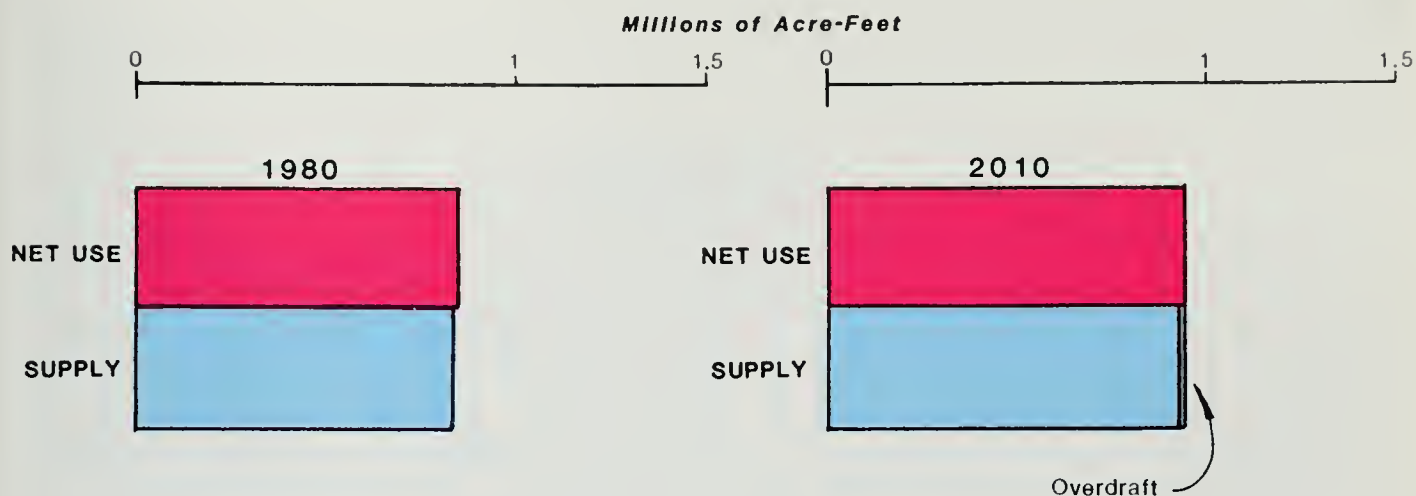 Millions of Acre-Feet
0 1 1.5 0 1 1.5
1980 2010
NET USE NET USE
SUPPLY SUPPLY
Overdraft